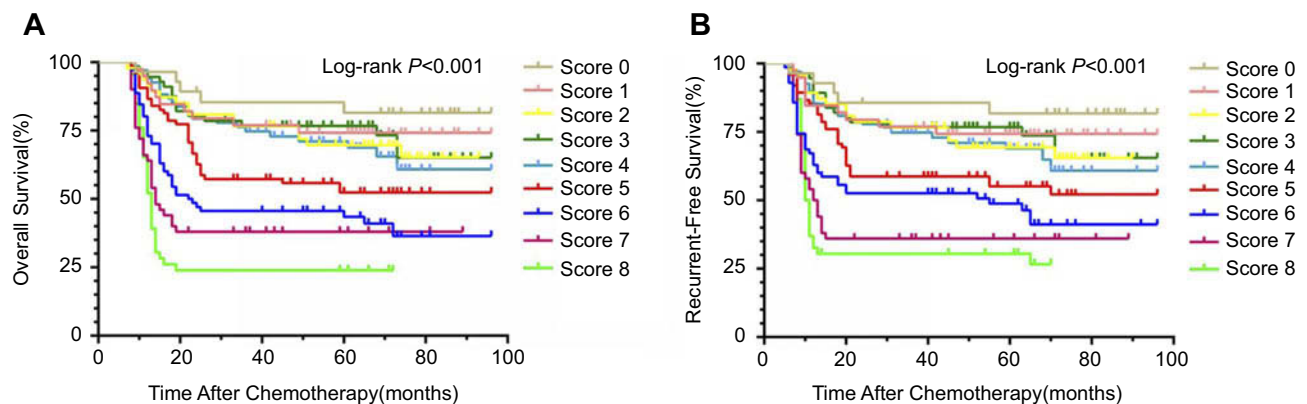 A
Overall Survival(%)
100
75
50
25
0
0 20 40 60 80 100
Time After Chemotherapy(months)
Log-rank P<0.001
Score 0
Score 1
Score 2
Score 3
Score 4
Score 5
Score 6
Score 7
Score 8
B
Recurrent-Free Survival(%)
100
75
50
25
0
0 20 40 60 80 100
Time After Chemotherapy(months)
Log-rank P<0.001
Score 0
Score 1
Score 2
Score 3
Score 4
Score 5
Score 6
Score 7
Score 8